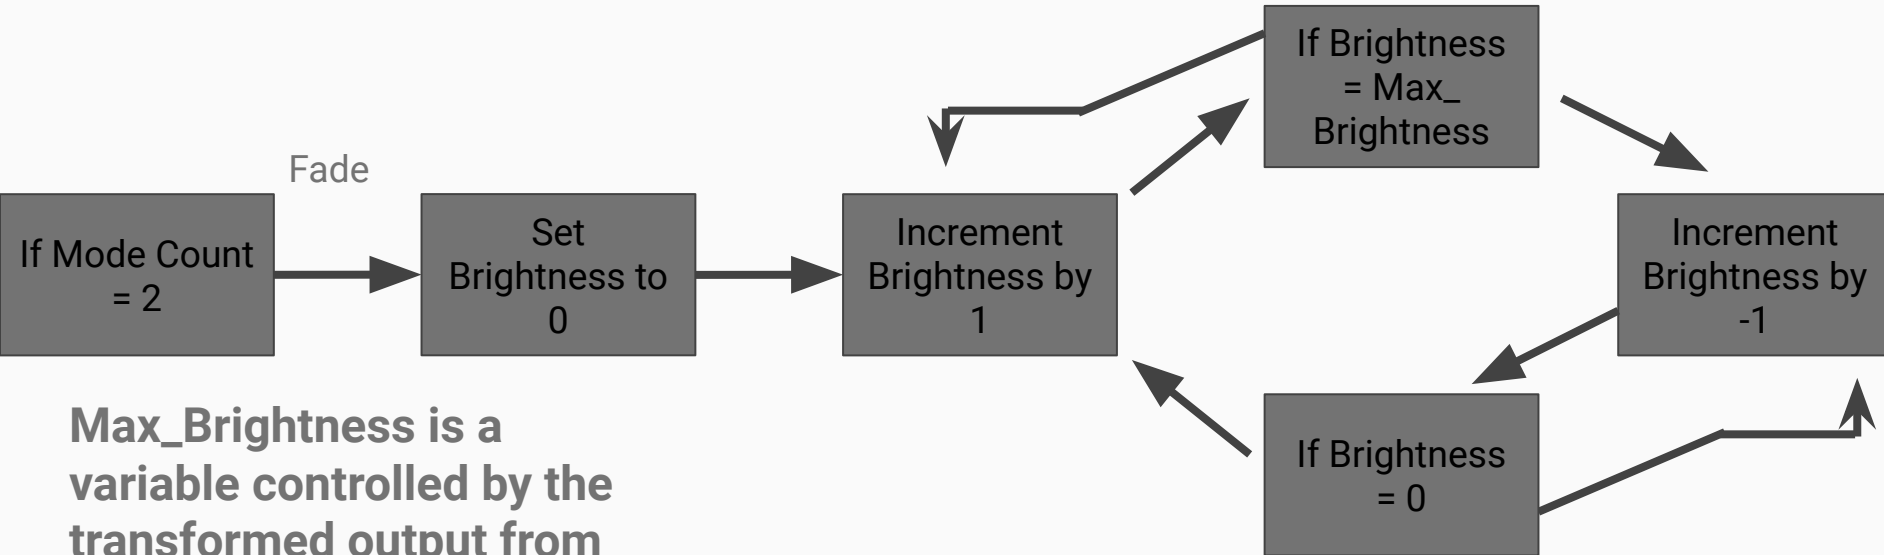 If Brightness
= Max_
Brightness
Fade
If Mode Count
= 2
Set
Brightness to
0
Increment
Brightness by
1
Increment
Brightness by
-1
If Brightness
= 0
Max_Brightness is a
variable controlled by the
transformed output from